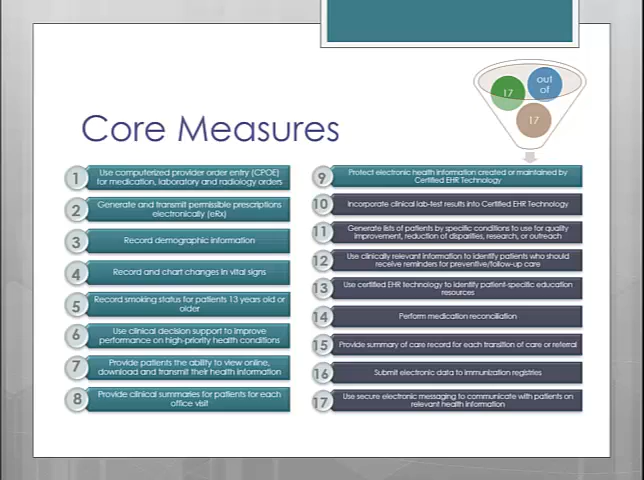 17
out
of
17
Core Measures
1
Use computerized provider order entry (CPOE)
for medication, laboratory and radiology orders
2
Generate and transmit permissible prescriptions
electronically (eRx)
3
Record demographic information
4
Record and chart changes in vital signs
5
Record smoking status for patients 13 years old or
older
6
Use clinical decision support to improve
performance on high-priority health conditions
7
Provide patients the ability to view online,
download and transmit their health information
8
Provide clinical summaries for patients for each
office visit
9
Protect electronic health information created or maintained by
Certified EHR Technology
10
Incorporate clinical lab-test results into Certified EHR Technology
11
Generate lists of patients by specific conditions to use for quality
improvement, reduction of disparities, research, or outreach
12
Use clinically relevant information to identify patients who should
receive reminders for preventive/follow-up care
13
Use certified EHR technology to identify patient-specific education
resources
14
Perform medication reconciliation
15
Provide summary of care record for each transition of care or referral
16
Submit electronic data to immunization registries
17
Use secure electronic messaging to communicate with patients on
relevant health information